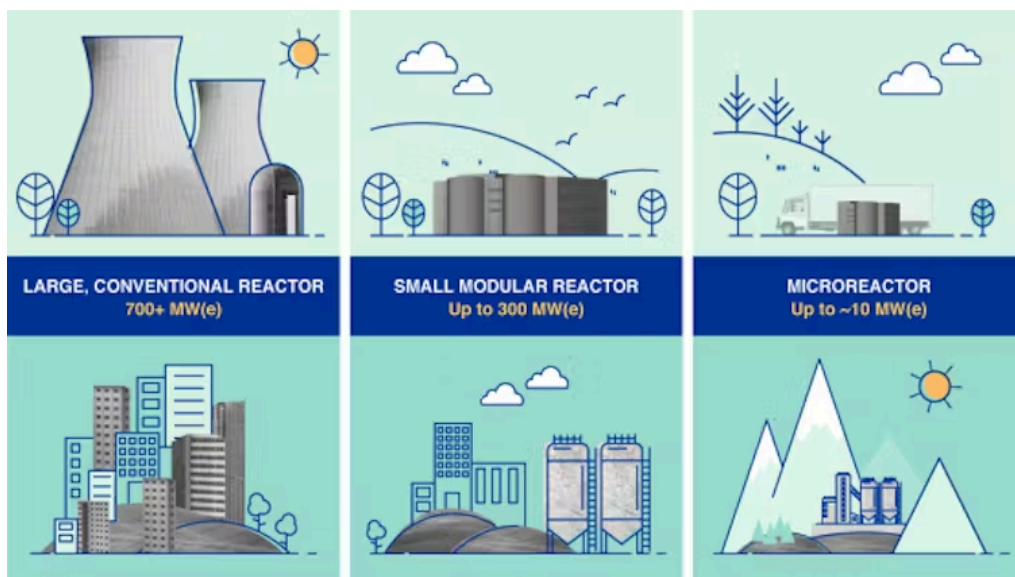 LARGE, CONVENTIONAL REACTOR
700+ MW(e)
SMALL MODULAR REACTOR
Up to 300 MW(e)
MICROREACTOR
Up to ~10 MW(e)